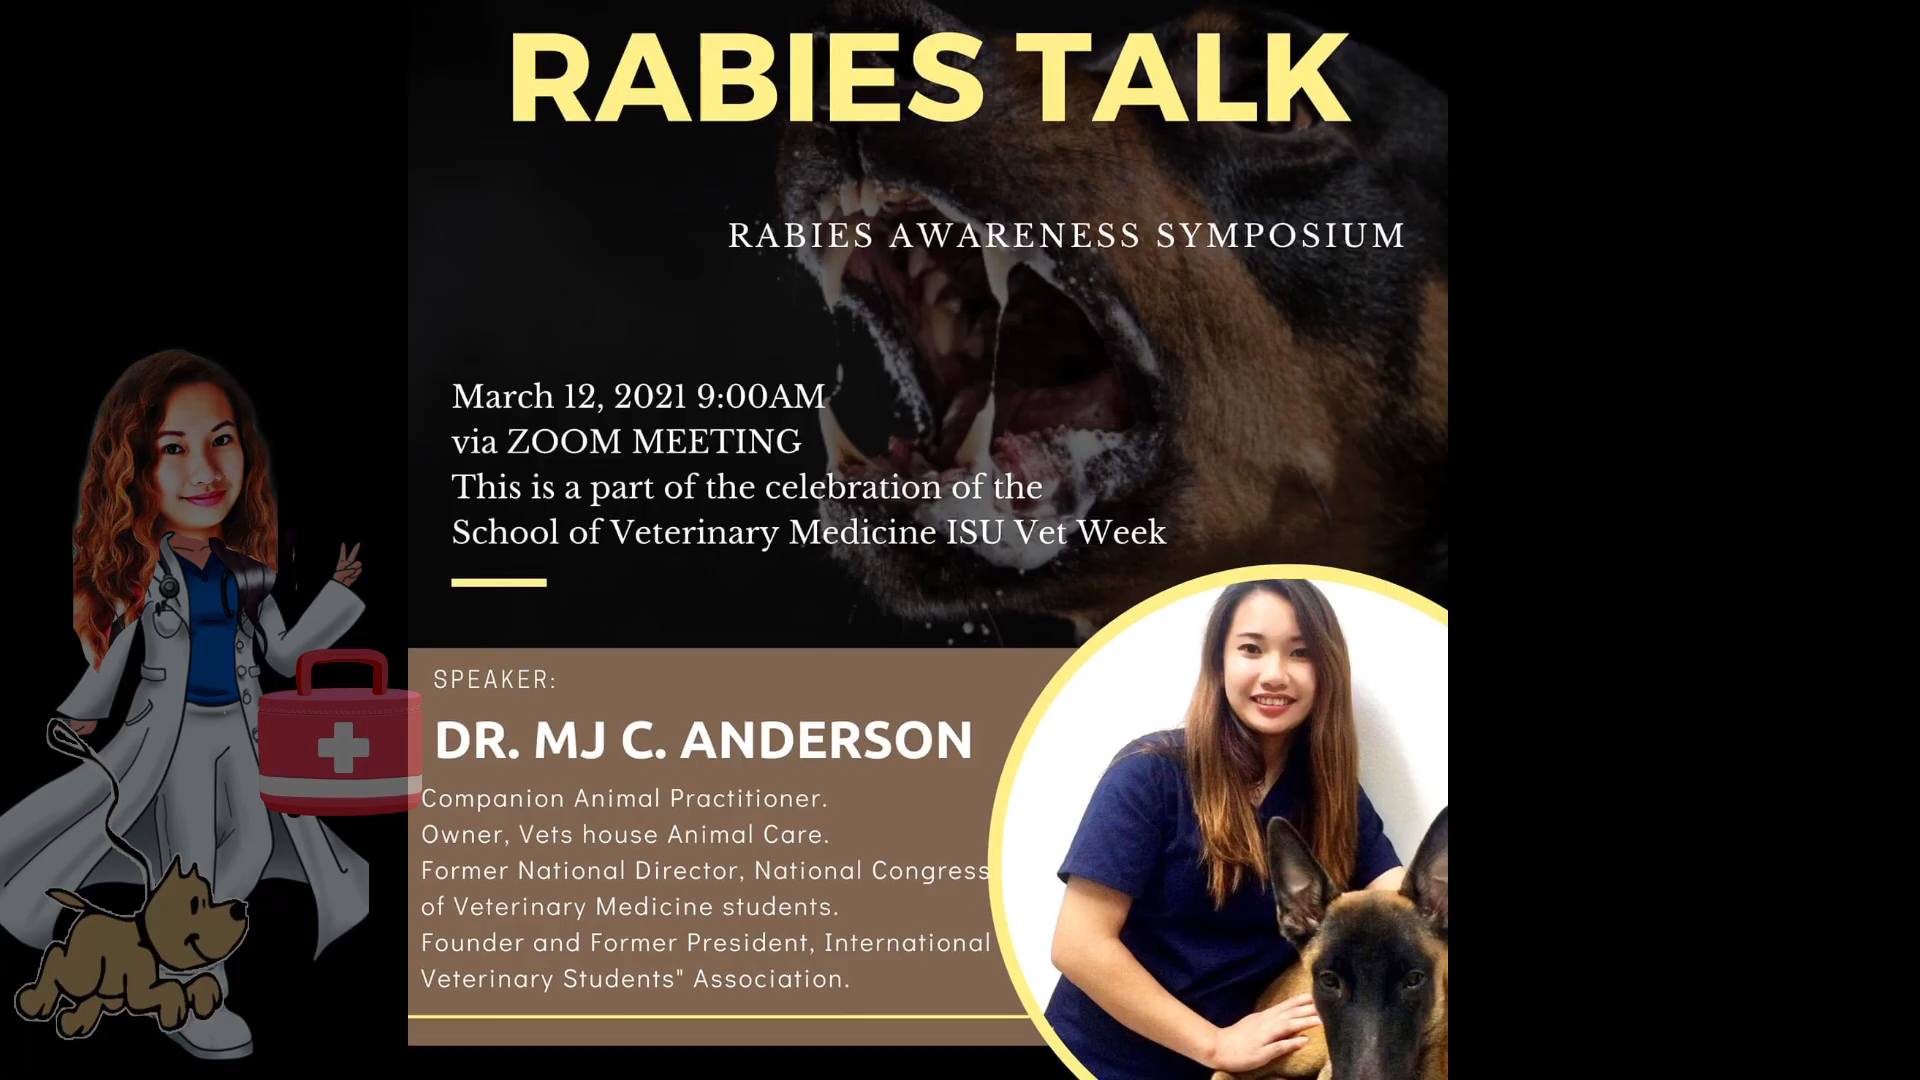 RABIES TALK
RABIES AWARENESS SYMPOSIUM
March 12, 2021 9:00AM
via ZOOM MEETING
This is a part of the celebration of the
School of Veterinary Medicine ISU Vet Week
SPEAKER:
DR. MJ C. ANDERSON
Companion Animal Practitioner.
Owner, Vets house Animal Care.
Former National Director, National Congress
of Veterinary Medicine students.
Founder and Former President, International
Veterinary Students" Association.